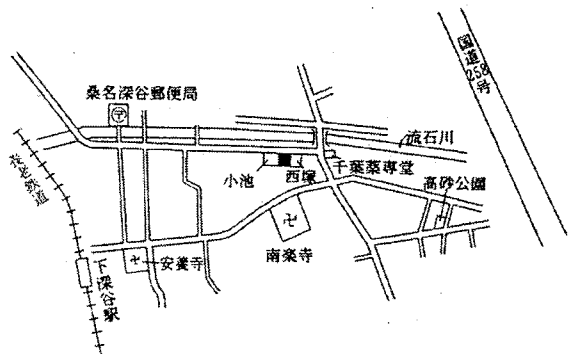 国道258号
桑名深谷郵便局
養老鉄道
流石川
小池
西塚
千葉薬専堂
高砂公園
南楽寺
安養寺
下深谷駅